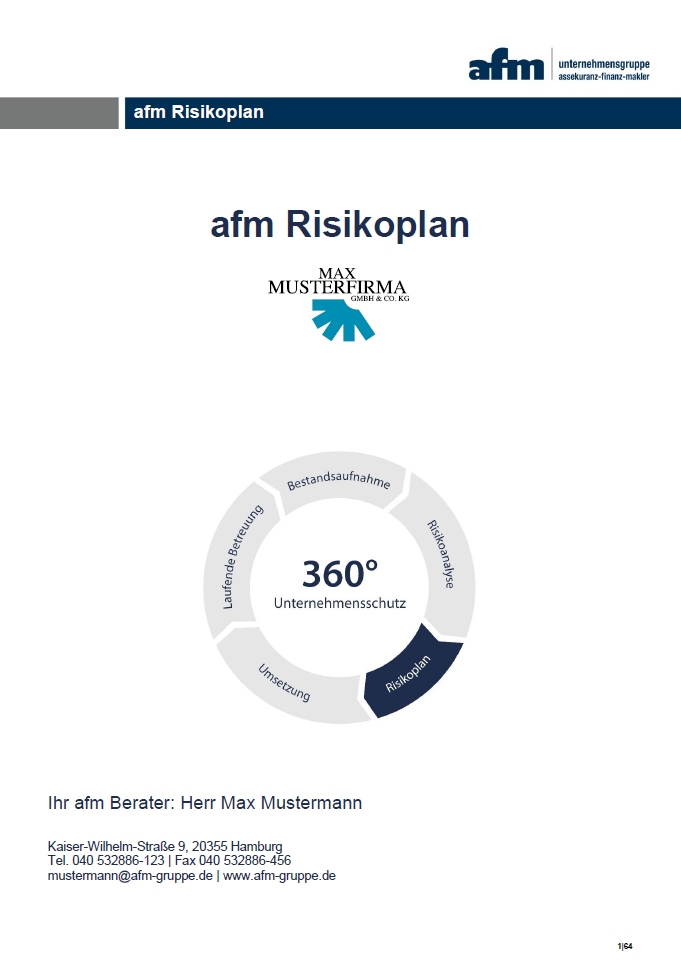 afm
unternehmensgruppe
assekuranz-finanz-makler
afm Risikoplan
afm Risikoplan
MAX
MUSTERFIRMA
GMBH & CO. KG
Bestandsaufnahme
Risikoanalyse
Risikoplan
Umsetzung
Laufende Betreuung
360°
Unternehmensschutz
Ihr afm Berater: Herr Max Mustermann
Kaiser-Wilhelm-Straße 9, 20355 Hamburg
Tel. 040 532886-123 | Fax 040 532886-456
mustermann@afm-gruppe.de | www.afm-gruppe.de
1|64